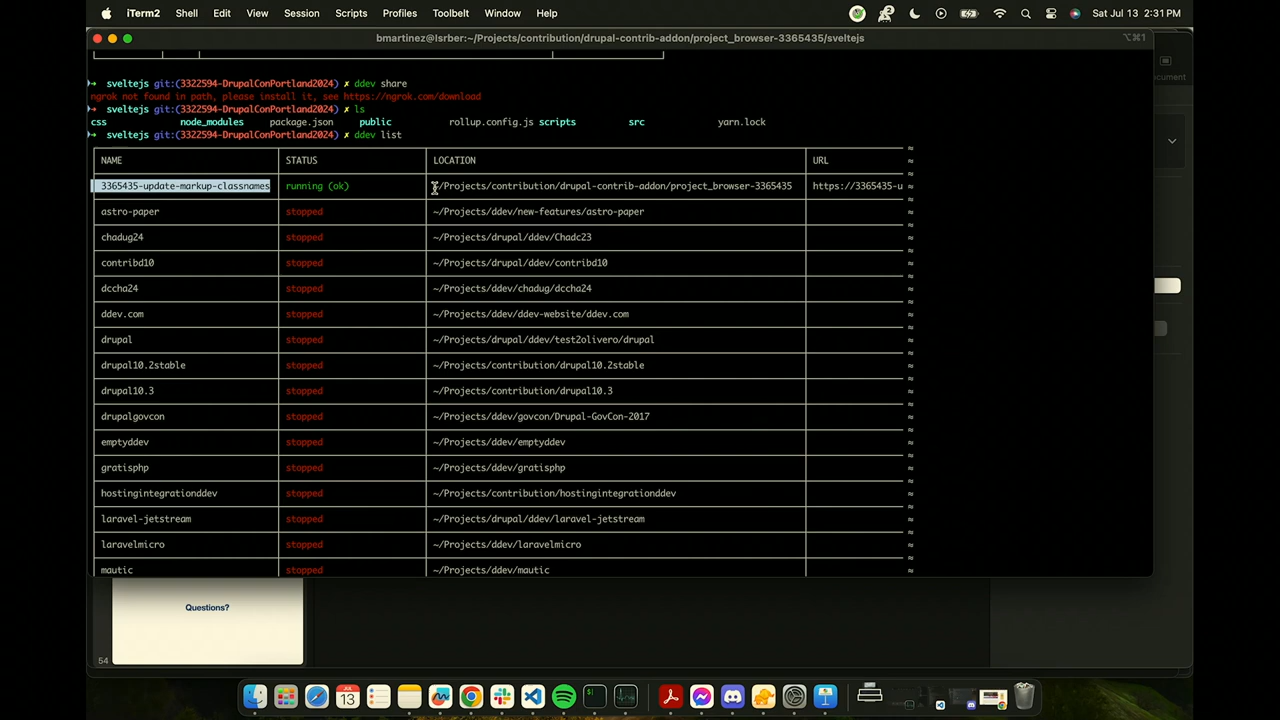 iTerm2 Shell Edit View Session Scripts Profiles Toolbelt Window Help Sat Jul 13 2:31 PM
bmartinez@lsrber:~/Projects/contribution/drupal-contrib-addon/project_browser-3365435/sveltejs ⌥⌘1
sveltejs git:(3322594-DrupalConPortland2024) ✗ ddev share
ngrok not found in path, please install it, see https://ngrok.com/download
sveltejs git:(3322594-DrupalConPortland2024) ✗ ls
css node_modules package.json public rollup.config.js scripts src yarn.lock
sveltejs git:(3322594-DrupalConPortland2024) ✗ ddev list
NAME STATUS LOCATION URL
3365435-update-markup-classnames running (ok) ~/Projects/contribution/drupal-contrib-addon/project_browser-3365435 https://3365435-u
astro-paper stopped ~/Projects/ddev/new-features/astro-paper
chadug24 stopped ~/Projects/drupal/ddev/Chadc23
contribd10 stopped ~/Projects/drupal/ddev/contribd10
dccha24 stopped ~/Projects/ddev/chadug/dccha24
ddev.com stopped ~/Projects/ddev/ddev-website/ddev.com
drupal stopped ~/Projects/drupal/ddev/test2olivero/drupal
drupal10.2stable stopped ~/Projects/contribution/drupal10.2stable
drupal10.3 stopped ~/Projects/contribution/drupal10.3
drupalgovcon stopped ~/Projects/ddev/govcon/Drupal-GovCon-2017
emptyddev stopped ~/Projects/ddev/emptyddev
gratisphp stopped ~/Projects/ddev/gratisphp
hostingintegrationddev stopped ~/Projects/contribution/hostingintegrationddev
laravel-jetstream stopped ~/Projects/drupal/ddev/laravel-jetstream
laravelmicro stopped ~/Projects/ddev/laravelmicro
mautic stopped ~/Projects/ddev/mautic
Questions?
54
JUL
13